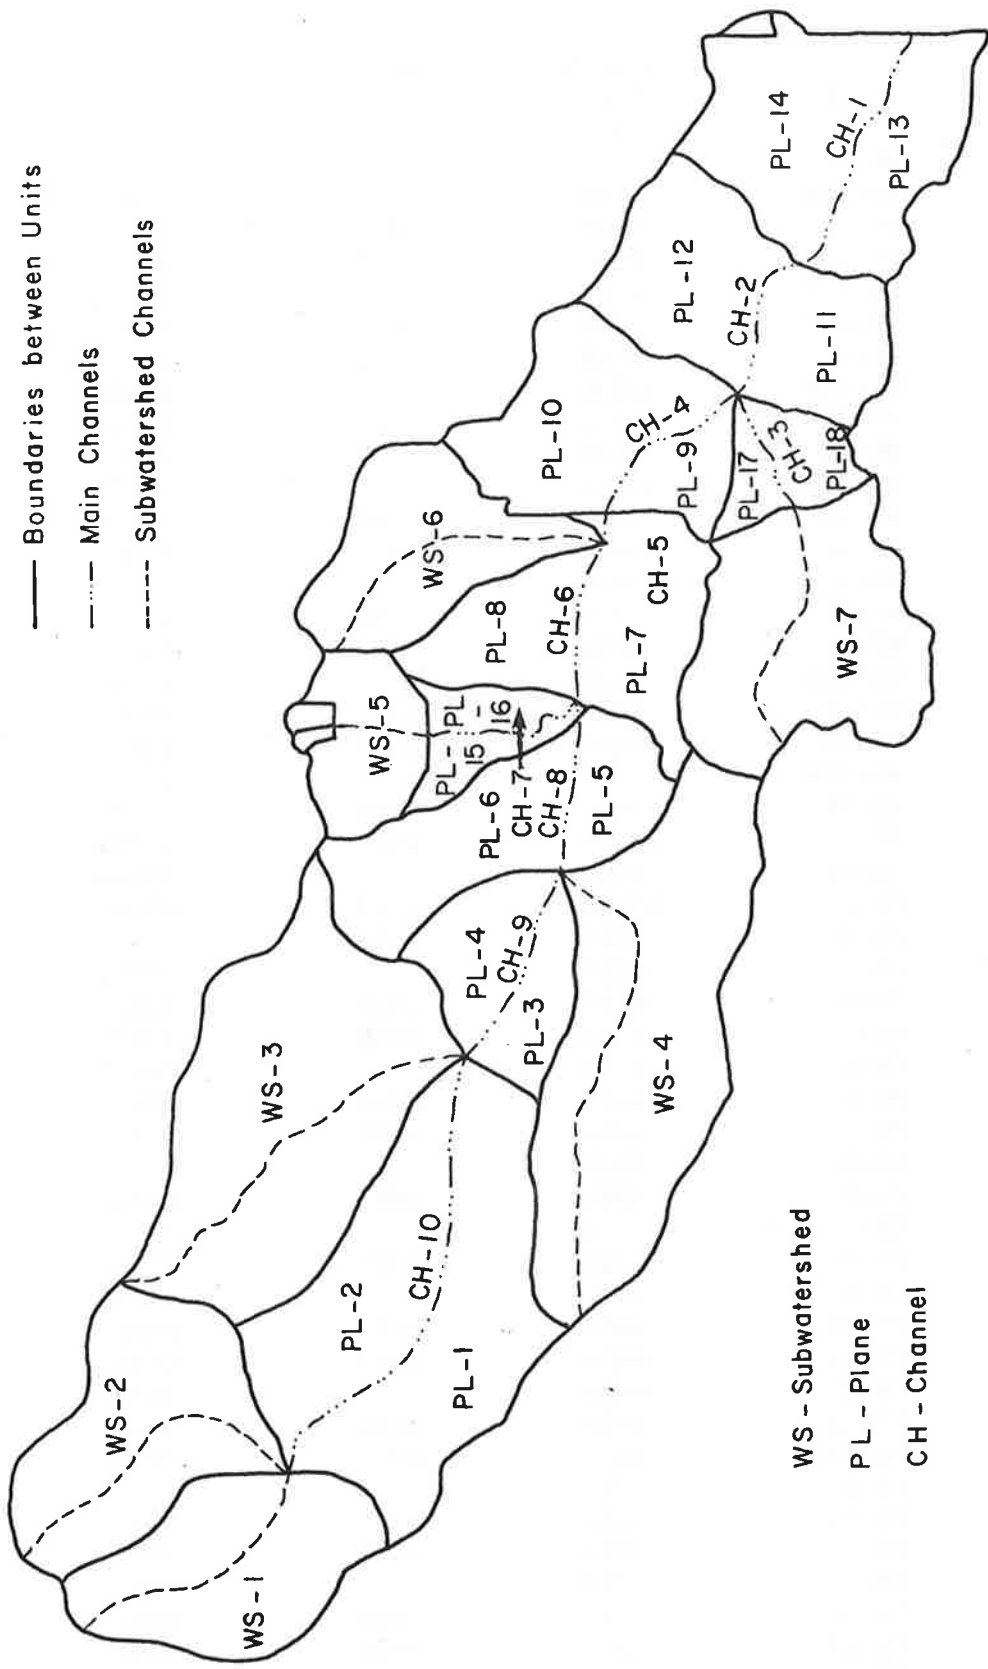 Boundaries between Units
Main Channels
Subwatershed Channels
WS-1
WS-2
WS-3
WS-4
WS-5
WS-6
WS-7
PL-1
PL-2
PL-3
PL-4
PL-5
PL-6
PL-7
PL-8
PL-9
PL-10
PL-11
PL-12
PL-13
PL-14
PL-15
PL-16
PL-17
PL-18
CH-1
CH-2
CH-3
CH-4
CH-5
CH-6
CH-7
CH-8
CH-9
CH-10
WS - Subwatershed
PL - Plane
CH - Channel